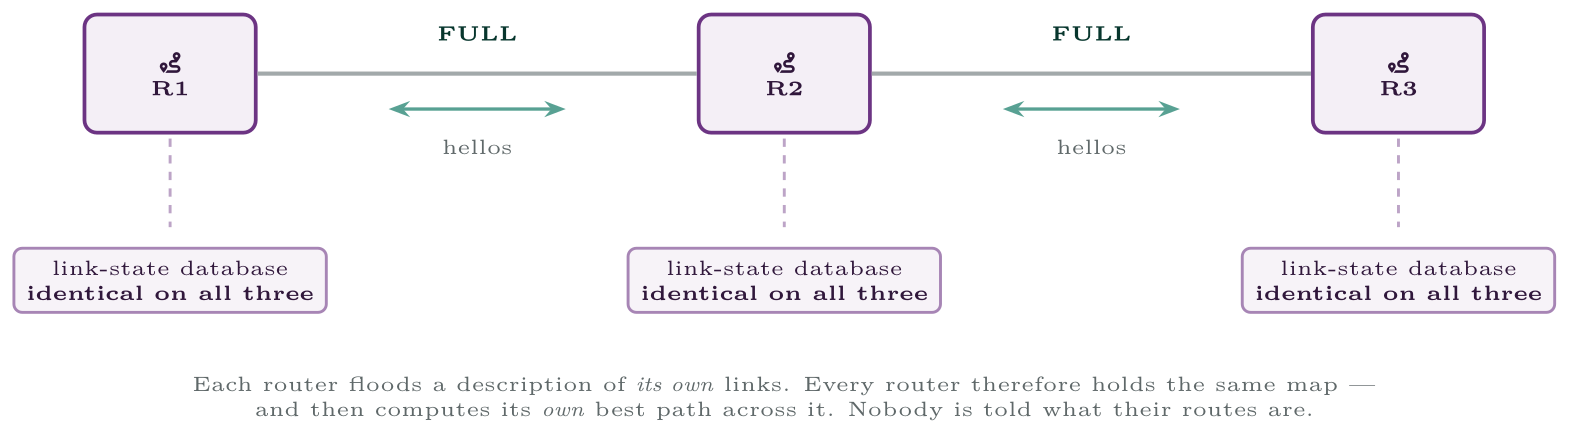 FULL
FULL
R1
R2
R3
hellos
hellos
link-state database
identical on all three
link-state database
identical on all three
link-state database
identical on all three
Each router floods a description of its own links. Every router therefore holds the same map —
and then computes its own best path across it. Nobody is told what their routes are.